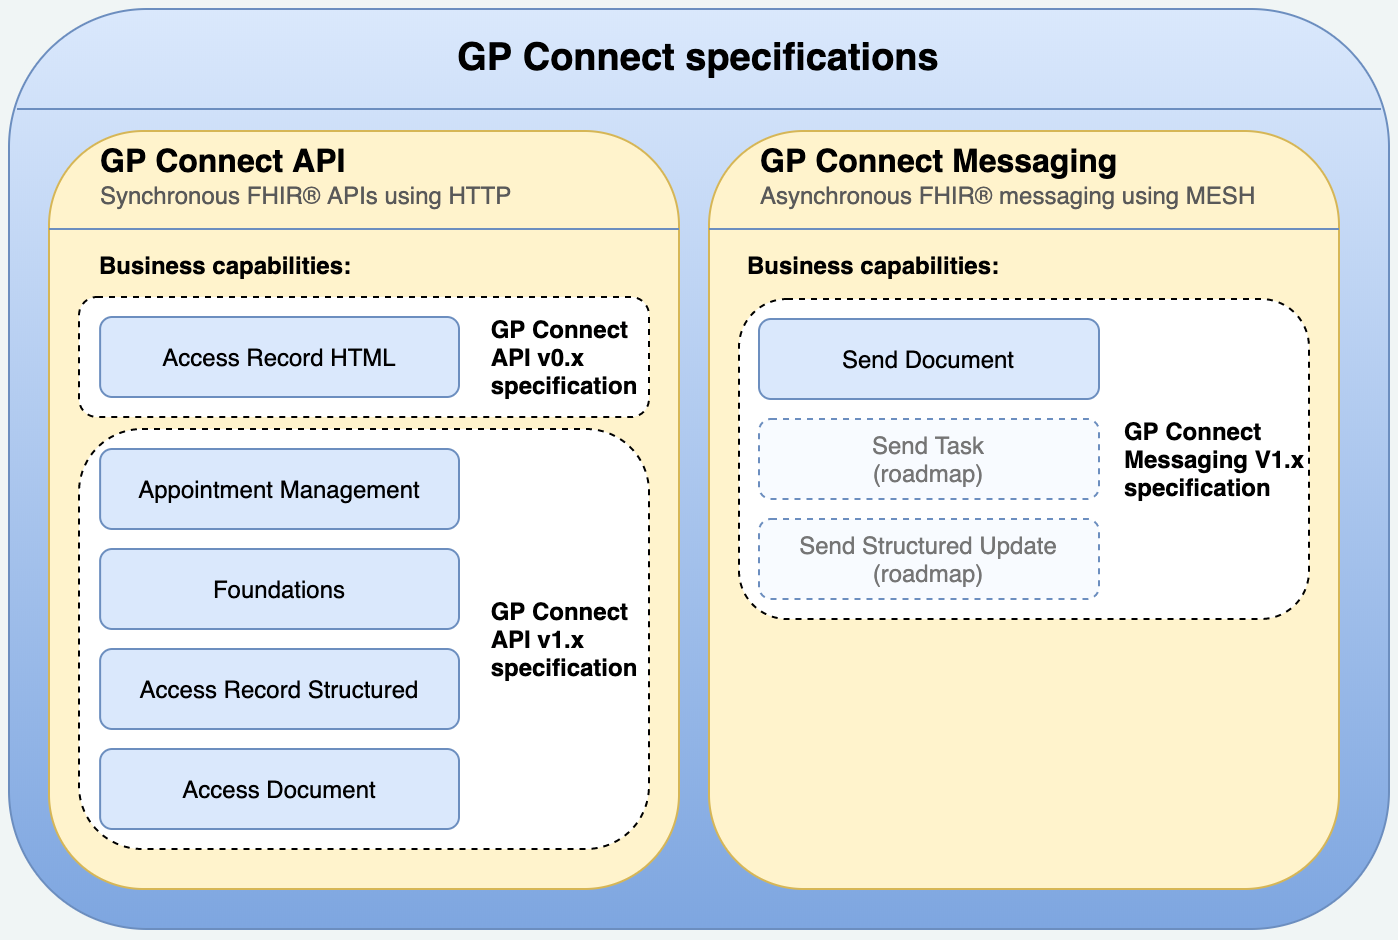 GP Connect specifications
GP Connect API
Synchronous FHIR® APIs using HTTP
Business capabilities:
Access Record HTML
GP Connect
API v0.x
specification
Appointment Management
Foundations
Access Record Structured
Access Document
GP Connect
API v1.x
specification
GP Connect Messaging
Asynchronous FHIR® messaging using MESH
Business capabilities:
Send Document
Send Task
(roadmap)
Send Structured Update
(roadmap)
GP Connect
Messaging V1.x
specification